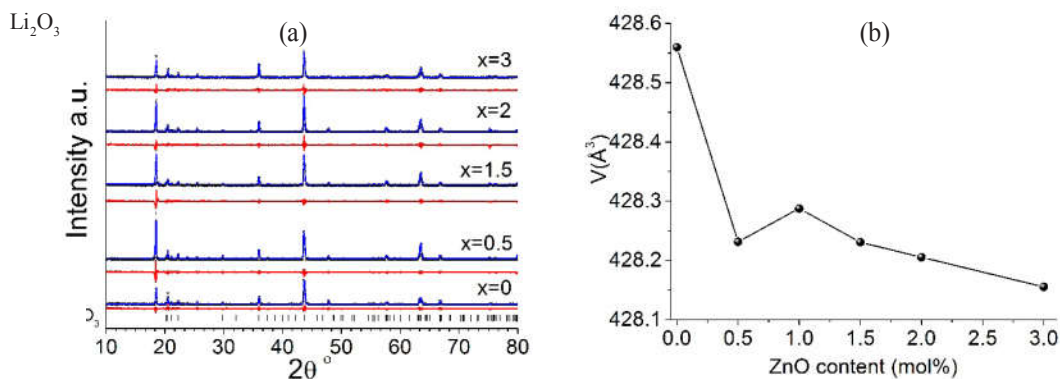 Li₂O₃
(a)
x=3
x=2
x=1.5
x=0.5
x=0
Intensity a.u.
O₃
10 20 30 40 50 60 70 80
2θ °
(b)
428.6
428.5
428.4
428.3
428.2
428.1
V(Å³)
0.0 0.5 1.0 1.5 2.0 2.5 3.0
ZnO content (mol%)